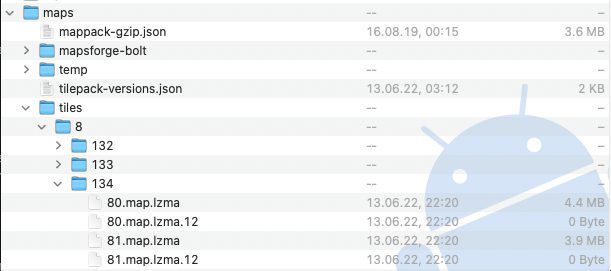 maps -- –
mappack-gzip.json 16.08.19, 00:15 3.6 MB
mapsforge-bolt -- –
temp -- –
tilepack-versions.json 13.06.22, 03:12 2 KB
tiles -- –
8 -- –
132 -- –
133 -- –
134 -- –
80.map.lzma 13.06.22, 22:20 4.4 MB
80.map.lzma.12 13.06.22, 22:20 0 Byte
81.map.lzma 13.06.22, 22:20 3.9 MB
81.map.lzma.12 13.06.22, 22:20 0 Byte